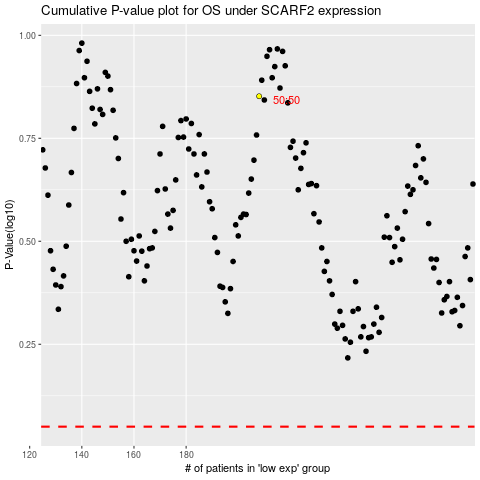 Cumulative P-value plot for OS under SCARF2 expression
P-Value(log10)
1.00
0.75
0.50
0.25
50:50
120 140 160 180
# of patients in 'low exp' group